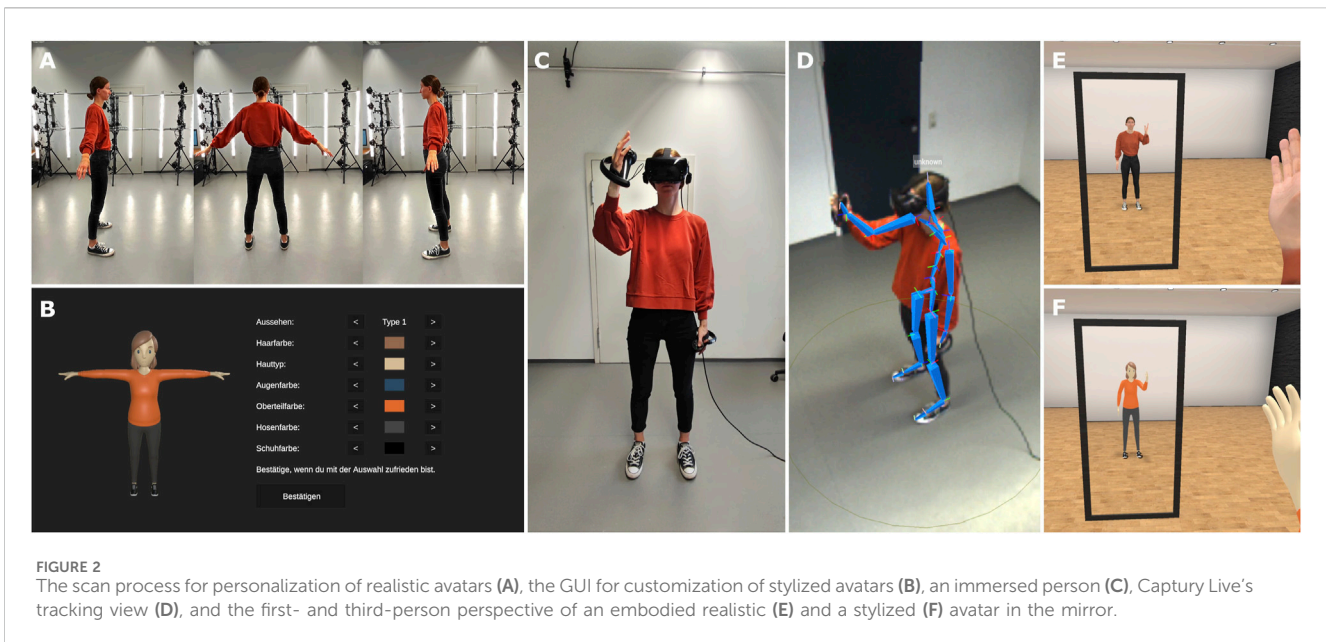 A
C
D
E
unknown
B
Aussehen: < Type 1 >
Haarfarbe: < >
Hauttyp: < >
Augenfarbe: < >
Oberteilfarbe: < >
Hosenfarbe: < >
Schuhfarbe: < >
Bestätige, wenn du mit der Auswahl zufrieden bist.
Bestätigen
F
FIGURE 2
The scan process for personalization of realistic avatars (A), the GUI for customization of stylized avatars (B), an immersed person (C), Captury Live's
tracking view (D), and the first- and third-person perspective of an embodied realistic (E) and a stylized (F) avatar in the mirror.